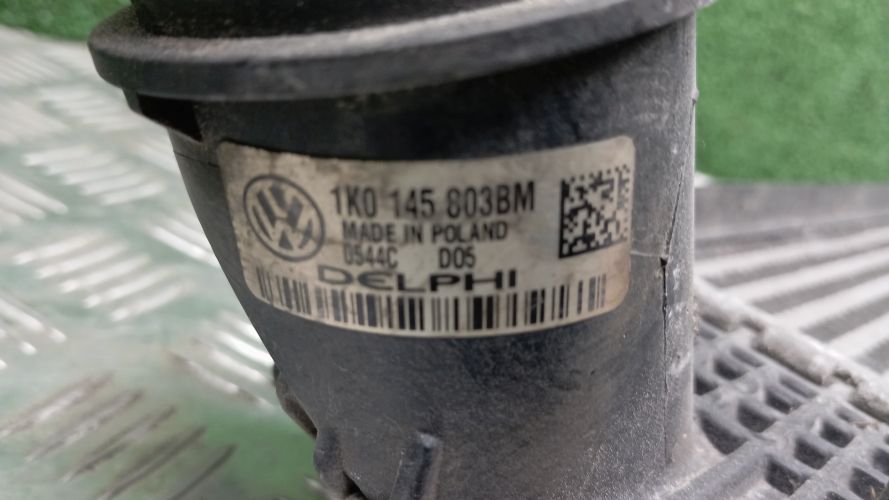 1K0 145 803BM
MADE IN POLAND
0544C D05
DELPHI